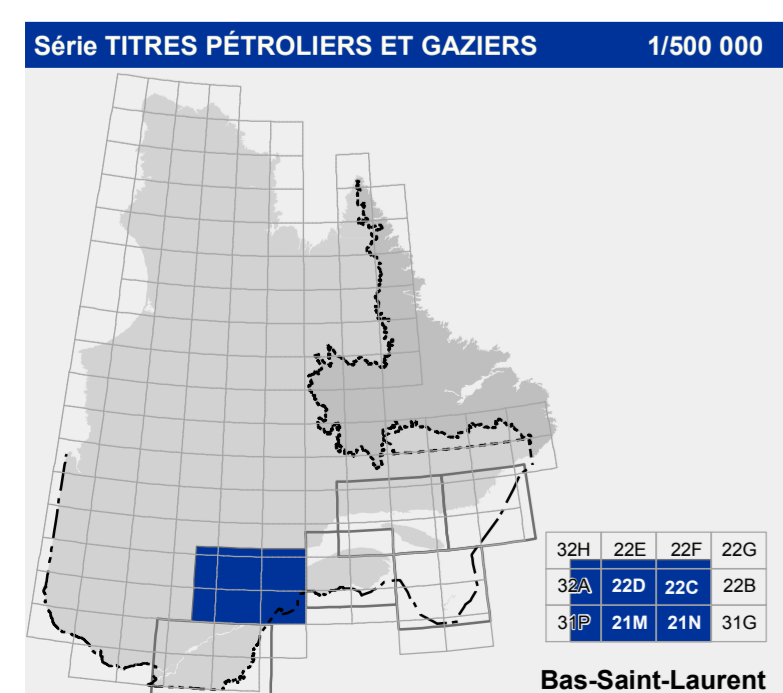 Série TITRES PÉTROLIERS ET GAZIERS 1/500 000
32H 22E 22F 22G
32A 22D 22C 22B
31P 21M 21N 31G
Bas-Saint-Laurent